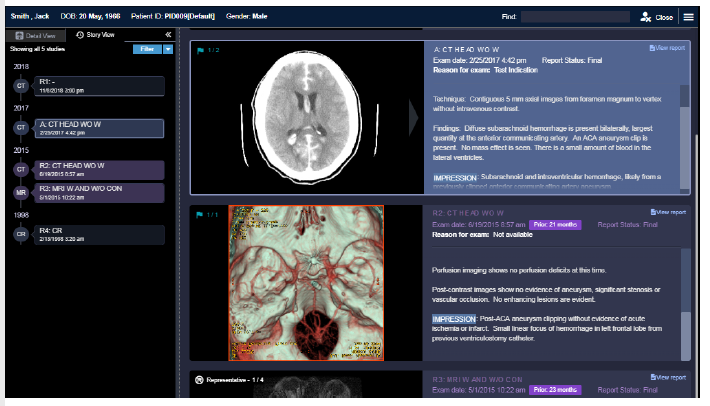 Smith , Jack DOB: 20 May, 1966 Patient ID: PID009[Default] Gender: Male Find: Close
Detail View Story View
Showing all 5 studies Filter
2018
CT R1: -
11/8/2018 3:00 pm
2017
CT A: CT HEAD WO W
2/25/2017 4:42 pm
2015
CT R2: CT HEAD WO W
6/19/2015 8:57 am
MR R3: MRI W AND W/O CON
5/1/2015 10:22 am
1998
CR R4: CR
2/13/1998 3:20 am
1 / 2
A: CT HEAD WO W View report
Exam date: 2/25/2017 4:42 pm Report Status: Final
Reason for exam: Test Indication
Technique: Contiguous 5 mm axial images from foramen magnum to vertex
without intravenous contrast.
Findings: Diffuse subarachnoid hemorrhage is present bilaterally, largest
quantity at the anterior communicating artery. An ACA aneurysm clip is
present. No mass effect is seen. There is a small amount of blood in the
lateral ventricles.
IMPRESSION: Subarachnoid and intraventricular hemorrhage, likely from a
previously clipped anterior communicating artery aneurysm.
1 / 1
R2: CT HEAD WO W View report
Exam date: 6/19/2015 8:57 am Prior: 21 months Report Status: Final
Reason for exam: Not available
Perfusion imaging shows no perfusion deficits at this time.
Post-contrast images show no evidence of aneurysm, significant stenosis or
vascular occlusion. No enhancing lesions are evident.
IMPRESSION: Post-ACA aneurysm clipping without evidence of acute
ischemia or infarct. Small linear focus of hemorrhage in left frontal lobe from
previous ventriculostomy catheter.
Representative - 1 / 4
R3: MRI W AND W/O CON View report
Exam date: 5/1/2015 10:22 am Prior: 23 months Report Status: Final